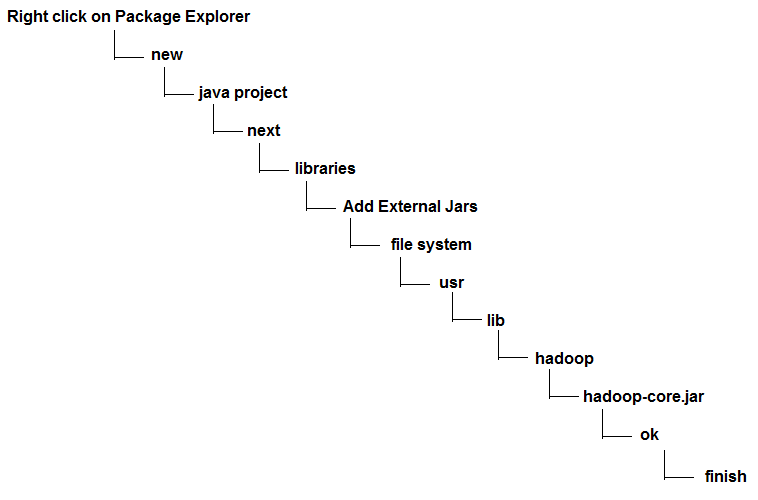 Right click on Package Explorer
new
java project
next
libraries
Add External Jars
file system
usr
lib
hadoop
hadoop-core.jar
ok
finish